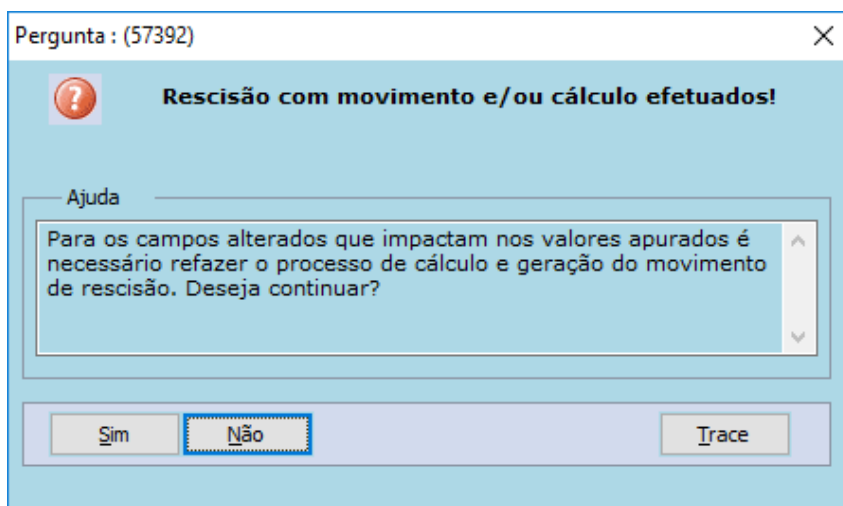 Pergunta : (57392)
Rescisão com movimento e/ou cálculo efetuados!
Ajuda
Para os campos alterados que impactam nos valores apurados é
necessário refazer o processo de cálculo e geração do movimento
de rescisão. Deseja continuar?
Sim Não Trace